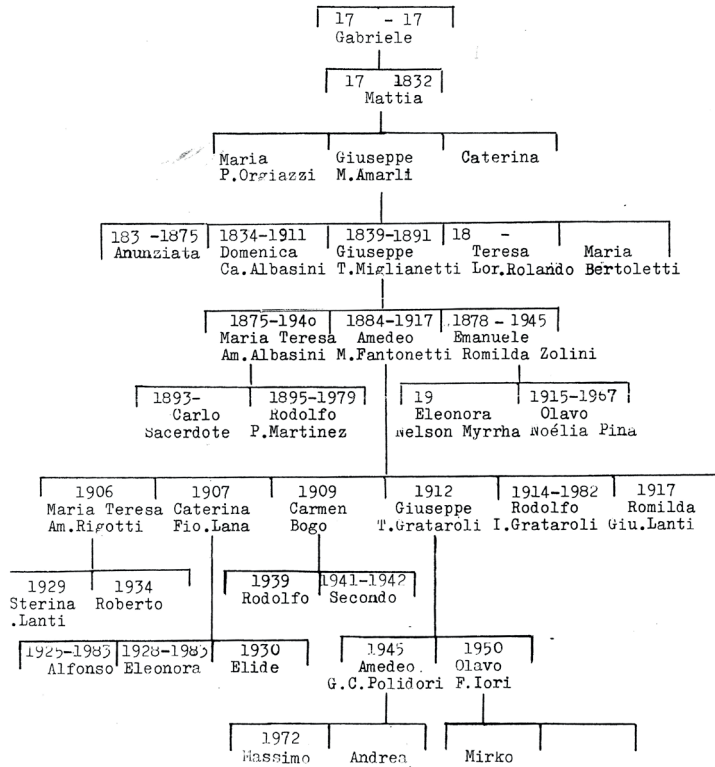 17 - 17
Gabriele
17 1832
Mattia
Maria Giuseppe Caterina
P.Orgiazzi M.Amarli
183 -1875 1834-1911 1839-1891 18 -
Anunziata Domenica Giuseppe Teresa Maria
Ca.Albasini T.Miglianetti Lor.Rolando Bertoletti
1875-1940 1884-1917 1878-1945
Maria Teresa Amedeo Emanuele
Am.Albasini M.Fantonetti Romilda Zolini
1893- 1895-1979 19 1915-1967
Carlo Rodolfo Eleonora Olavo
Sacerdote P.Martinez Nelson Myrrha Noélia Pina
1906 1907 1909 1912 1914-1982 1917
Maria Teresa Caterina Carmen Giuseppe Rodolfo Romilda
Am.Rigotti Fio.Lana Bogo T.Grataroli I.Grataroli Giu.Lanti
1929 1934 1939 1941-1942
Sterina Roberto Rodolfo Secondo
.Lanti
1925-1983 1928-1983 1930 1945 1950
Alfonso Eleonora Elide Amedeo. Olavo
G.C.Polidori F.Iori
1972
Massimo Andrea Mirko